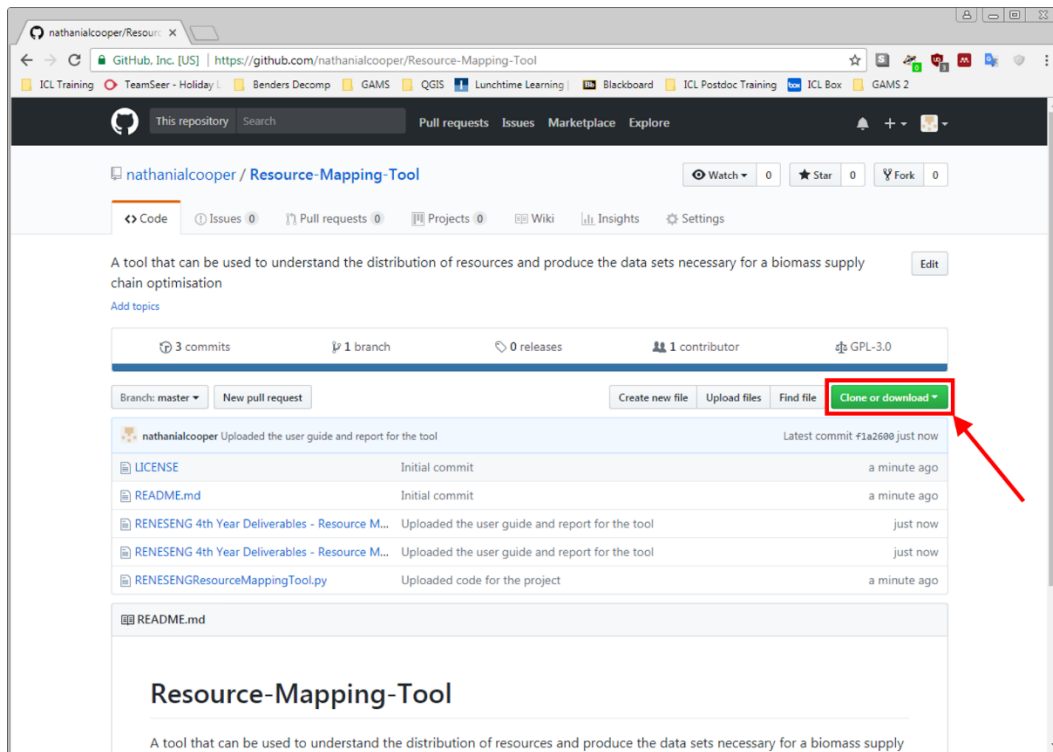 nathanialcooper/Resourc
GitHub, Inc. [US] | https://github.com/nathanialcooper/Resource-Mapping-Tool
ICL Training TeamSeer - Holiday L Benders Decomp GAMS QGIS Lunchtime Learning | Blackboard ICL Postdoc Training ICL Box GAMS 2
This repository Search Pull requests Issues Marketplace Explore
nathanialcooper / Resource-Mapping-Tool Watch 0 Star 0 Fork 0
Code Issues 0 Pull requests 0 Projects 0 Wiki Insights Settings
A tool that can be used to understand the distribution of resources and produce the data sets necessary for a biomass supply Edit
chain optimisation
Add topics
3 commits 1 branch 0 releases 1 contributor GPL-3.0
Branch: master New pull request Create new file Upload files Find file Clone or download
nathanialcooper Uploaded the user guide and report for the tool Latest commit f1a2600 just now
LICENSE Initial commit a minute ago
README.md Initial commit a minute ago
RENESENG 4th Year Deliverables - Resource M... Uploaded the user guide and report for the tool just now
RENESENG 4th Year Deliverables - Resource M... Uploaded the user guide and report for the tool just now
RENESENGResourceMappingTool.py Uploaded code for the project a minute ago
README.md
Resource-Mapping-Tool
A tool that can be used to understand the distribution of resources and produce the data sets necessary for a biomass supply